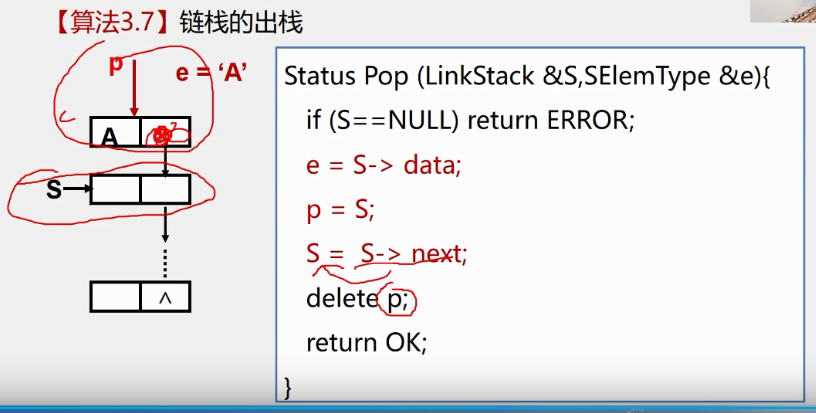 【算法3.7】链栈的出栈
p
e = ‘A’
A
S
∧
Status Pop (LinkStack &S,SElemType &e){
if (S==NULL) return ERROR;
e = S-> data;
p = S;
S = S-> next;
delete p;
return OK;
}